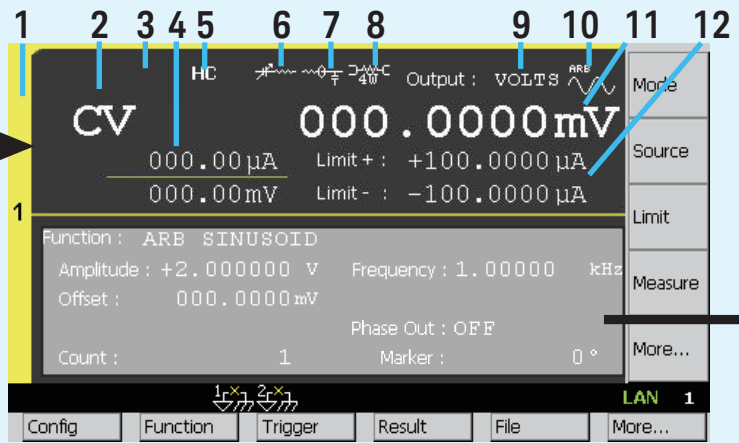 1 2 3 4 5 6 7 8 9 10 11 12
HC 4W Output : VOLTS ARB Mode
CV 000.0000mV
000.00µA Limit + : +100.0000 µA Source
000.00mV Limit - : -100.0000 µA
1 Limit
Function : ARB SINUSOID
Amplitude : +2.000000 V Frequency : 1.00000 kHz Measure
Offset : 000.0000mV
Phase Out : OFF
Count : 1 Marker : 0 ° More...
1 2 LAN 1
Config Function Trigger Result File More...